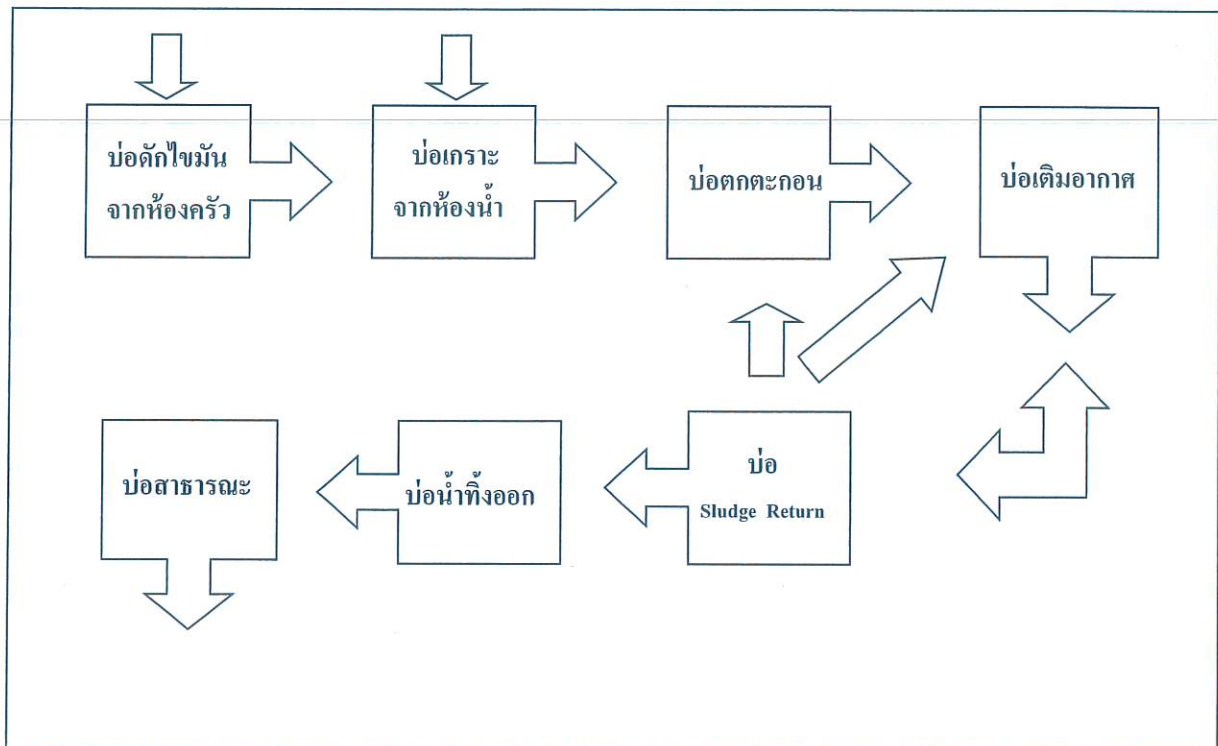 บ่อดักไขมัน
จากห้องครัว
บ่อเกราะ
จากห้องน้ำ
บ่อตกตะกอน
บ่อเติมอากาศ
บ่อสาธารณะ
บ่อน้ำทิ้งออก
บ่อ
Sludge Return